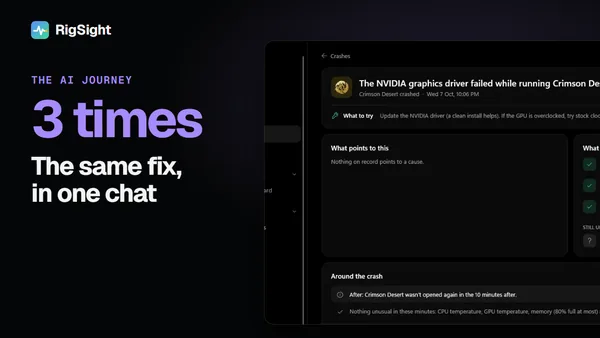 RigSight
THE AI JOURNEY
3 times
The same fix,
in one chat
Crashes
The NVIDIA graphics driver failed while running Crimson De
Crimson Desert crashed · Wed 7 Oct, 10:06 PM
What to try Update the NVIDIA driver (a clean install helps). If the GPU is overclocked, try stock cloc
What points to this
Nothing on record points to a cause.
What
STILL U
ard
Around the crash
After: Crimson Desert wasn't opened again in the 10 minutes after.
Nothing unusual in these minutes: CPU temperature, GPU temperature, memory (80% full at most)